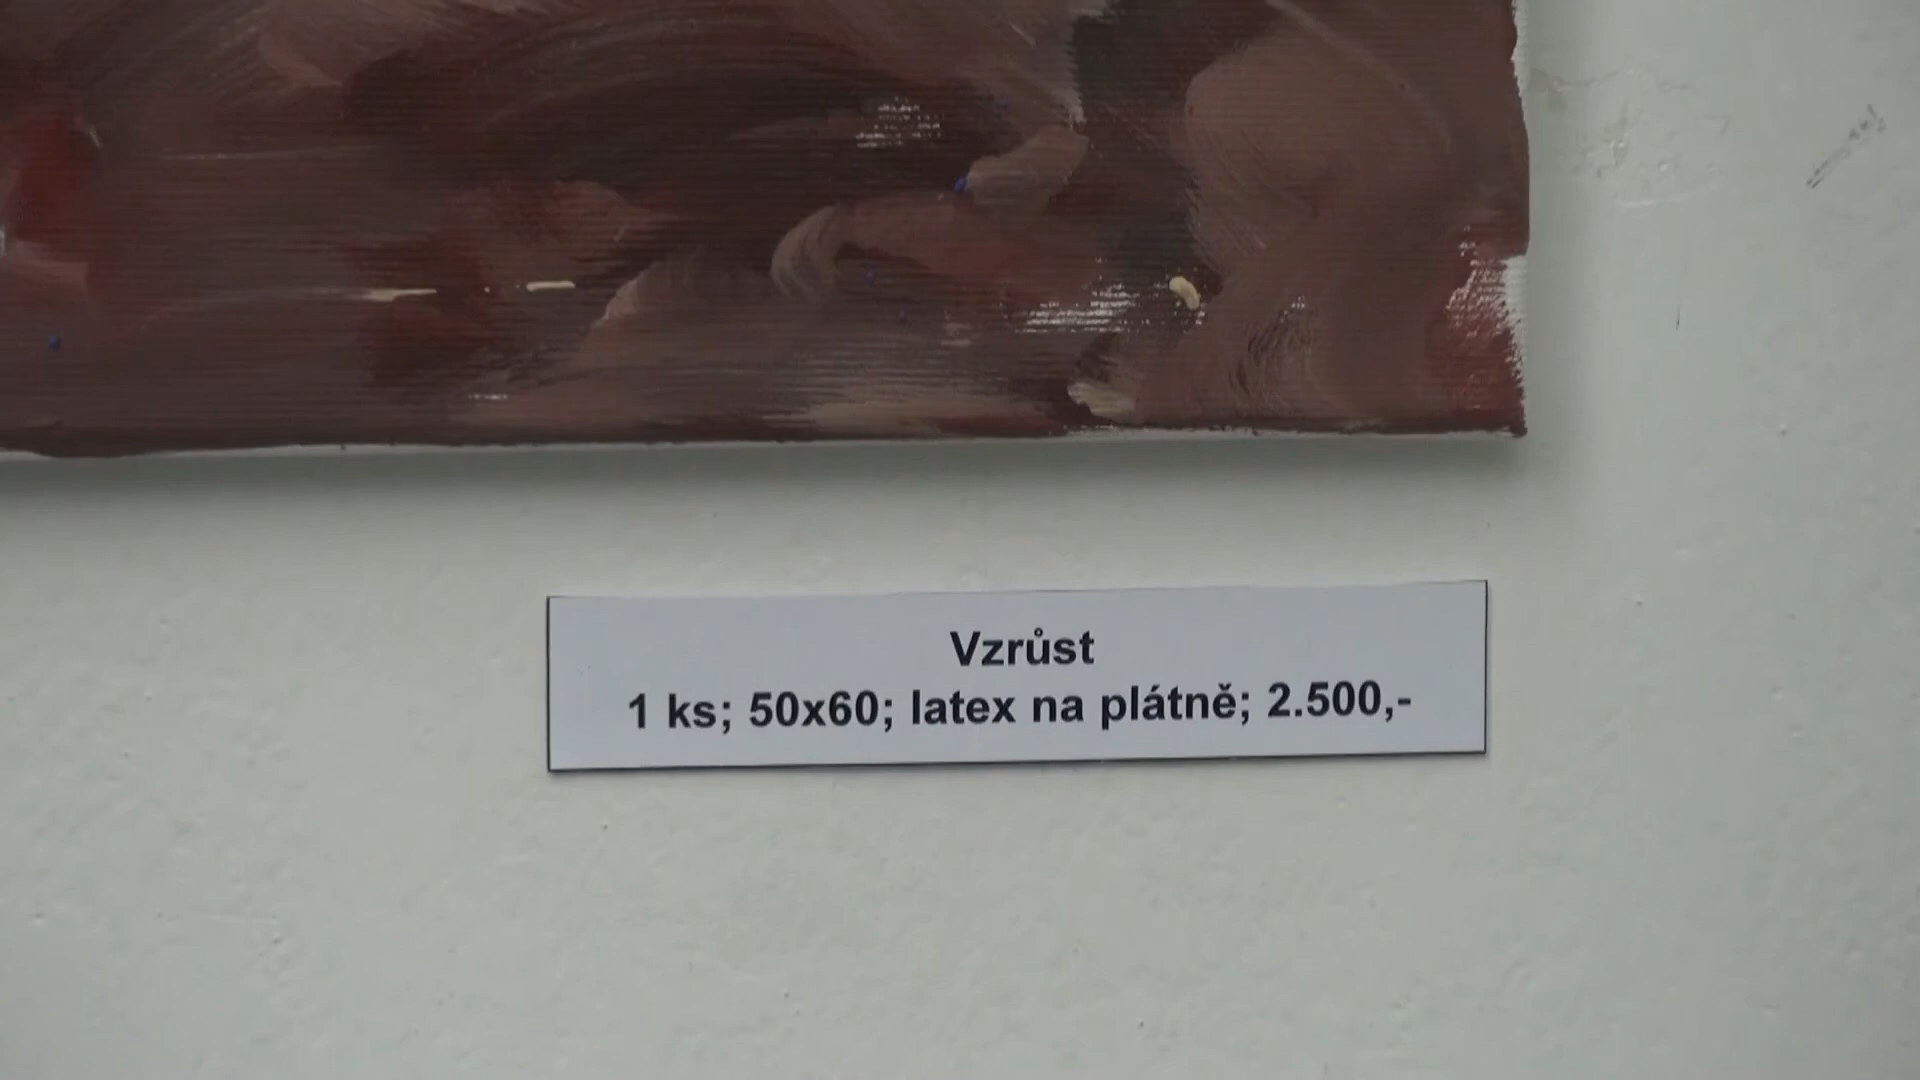 Vzrůst
1 ks; 50x60; latex na plátně; 2.500,-